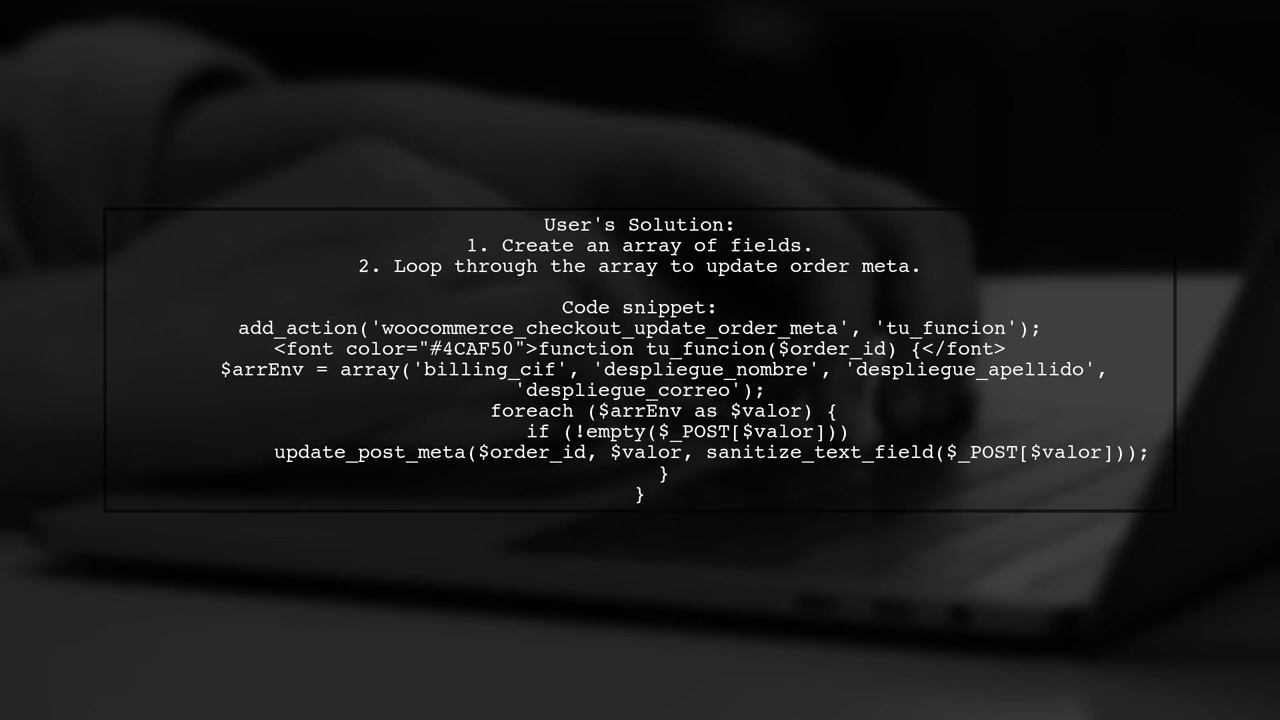 User's Solution:
1. Create an array of fields.
2. Loop through the array to update order meta.
Code snippet:
add_action('woocommerce_checkout_update_order_meta', 'tu_funcion');
<font color="#4CAF50">function tu_funcion($order_id) {</font>
$arrEnv = array('billing_cif', 'despliegue_nombre', 'despliegue_apellido',
'despliegue_correo');
foreach ($arrEnv as $valor) {
if (!empty($_POST[$valor]))
update_post_meta($order_id, $valor, sanitize_text_field($_POST[$valor]));
}
}